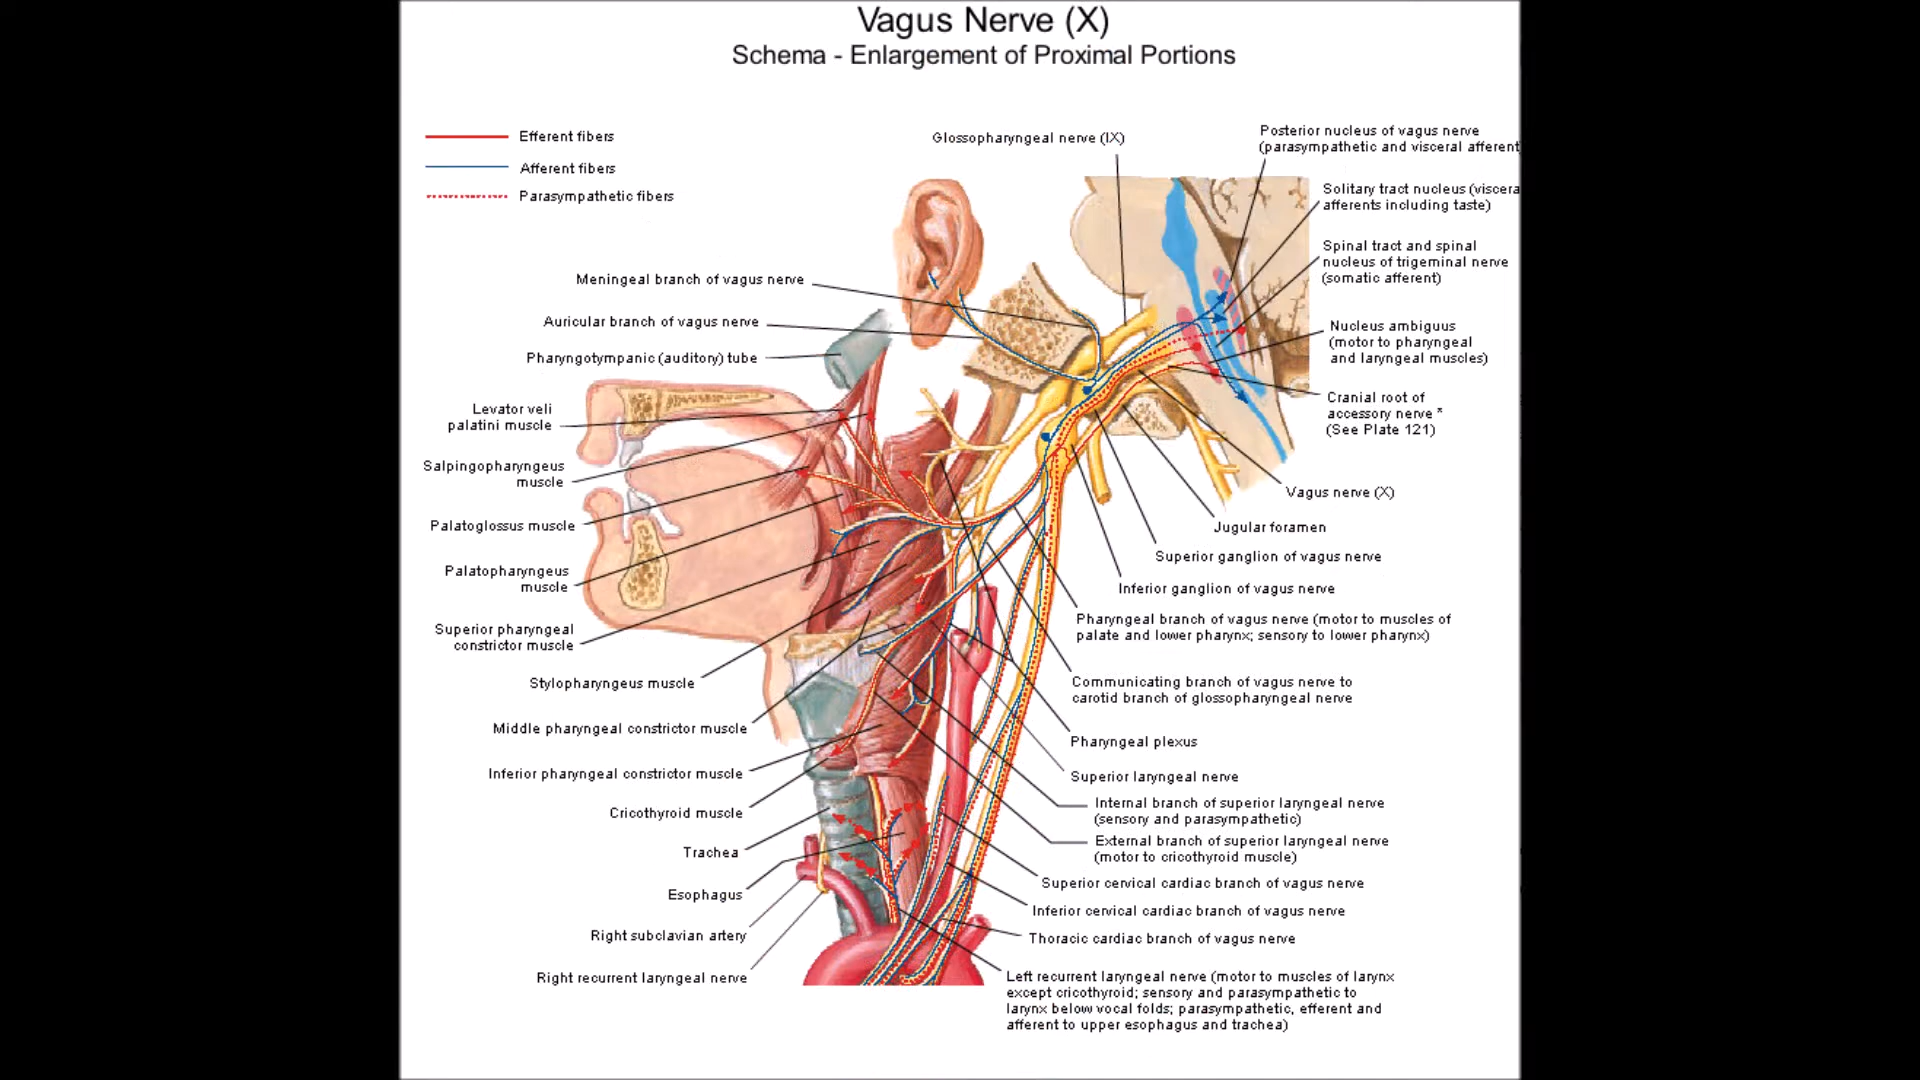 Vagus Nerve (X)
Schema - Enlargement of Proximal Portions
Efferent fibers
Afferent fibers
Parasympathetic fibers
Glossopharyngeal nerve (IX)
Posterior nucleus of vagus nerve
(parasympathetic and visceral afferent
Solitary tract nucleus (viscera
afferents including taste)
Spinal tract and spinal
nucleus of trigeminal nerve
(somatic afferent)
Nucleus ambiguus
(motor to pharyngeal
and laryngeal muscles)
Cranial root of
accessory nerve *
(See Plate 121)
Vagus nerve (X)
Jugular foramen
Superior ganglion of vagus nerve
Inferior ganglion of vagus nerve
Pharyngeal branch of vagus nerve (motor to muscles of
palate and lower pharynx; sensory to lower pharynx)
Communicating branch of vagus nerve to
carotid branch of glossopharyngeal nerve
Pharyngeal plexus
Superior laryngeal nerve
Internal branch of superior laryngeal nerve
(sensory and parasympathetic)
External branch of superior laryngeal nerve
(motor to cricothyroid muscle)
Superior cervical cardiac branch of vagus nerve
Inferior cervical cardiac branch of vagus nerve
Thoracic cardiac branch of vagus nerve
Left recurrent laryngeal nerve (motor to muscles of larynx
except cricothyroid; sensory and parasympathetic to
larynx below vocal folds; parasympathetic, efferent and
afferent to upper esophagus and trachea)
Meningeal branch of vagus nerve
Auricular branch of vagus nerve
Pharyngotympanic (auditory) tube
Levator veli
palatini muscle
Salpingopharyngeus
muscle
Palatoglossus muscle
Palatopharyngeus
muscle
Superior pharyngeal
constrictor muscle
Stylopharyngeus muscle
Middle pharyngeal constrictor muscle
Inferior pharyngeal constrictor muscle
Cricothyroid muscle
Trachea
Esophagus
Right subclavian artery
Right recurrent laryngeal nerve